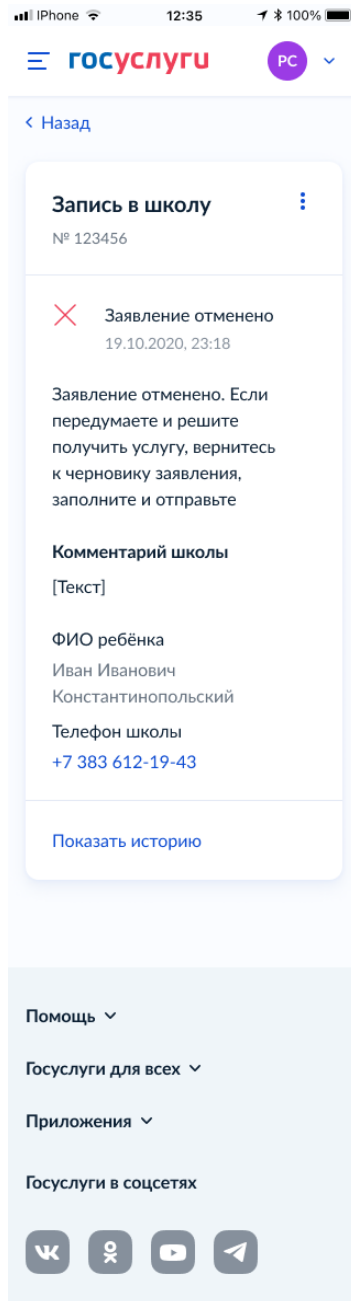 IPhone 12:35 100%
госуслуги РС
Назад
Запись в школу
№ 123456
Заявление отменено
19.10.2020, 23:18
Заявление отменено. Если
передумаете и решите
получить услугу, вернитесь
к черновику заявления,
заполните и отправьте
Комментарий школы
[Текст]
ФИО ребёнка
Иван Иванович
Константинопольский
Телефон школы
+7 383 612-19-43
Показать историю
Помощь
Госуслуги для всех
Приложения
Госуслуги в соцсетях